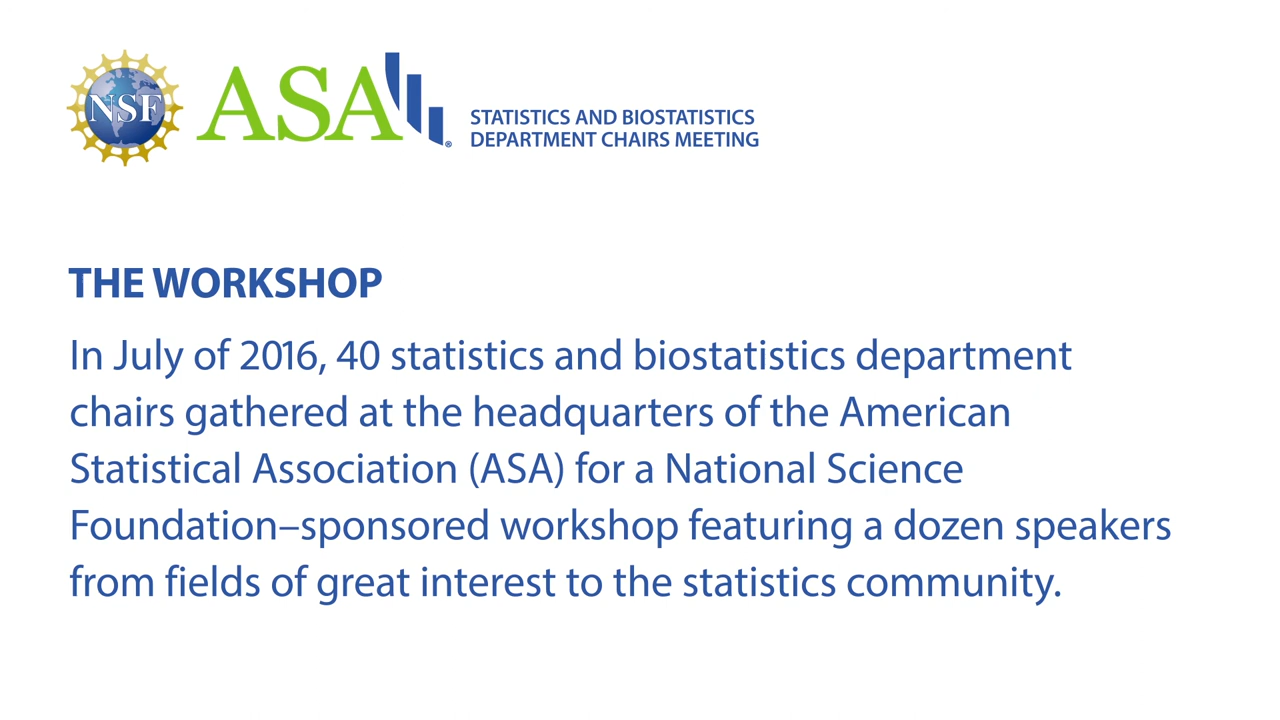 NSF ASA®
STATISTICS AND BIOSTATISTICS
DEPARTMENT CHAIRS MEETING
THE WORKSHOP
In July of 2016, 40 statistics and biostatistics department
chairs gathered at the headquarters of the American
Statistical Association (ASA) for a National Science
Foundation–sponsored workshop featuring a dozen speakers
from fields of great interest to the statistics community.